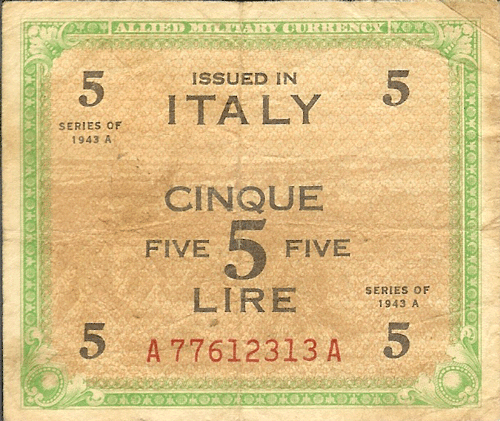 ALLIED MILITARY CURRENCY
5 ISSUED IN 5
ITALY
SERIES OF
1943 A
CINQUE
FIVE 5 FIVE
LIRE
SERIES OF
1943 A
5 A77612313A 5